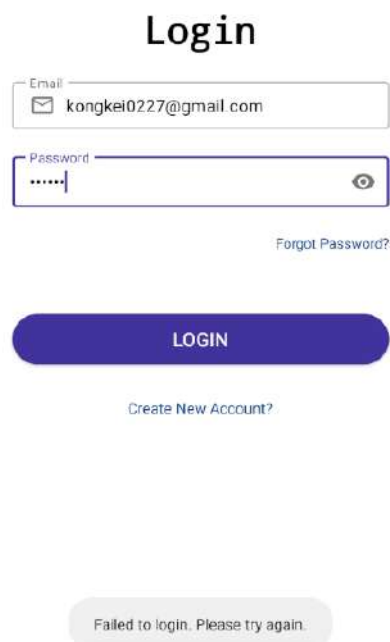 Login
Email
kongkei0227@gmail.com
Password
••••••
Forgot Password?
LOGIN
Create New Account?
Failed to login. Please try again.